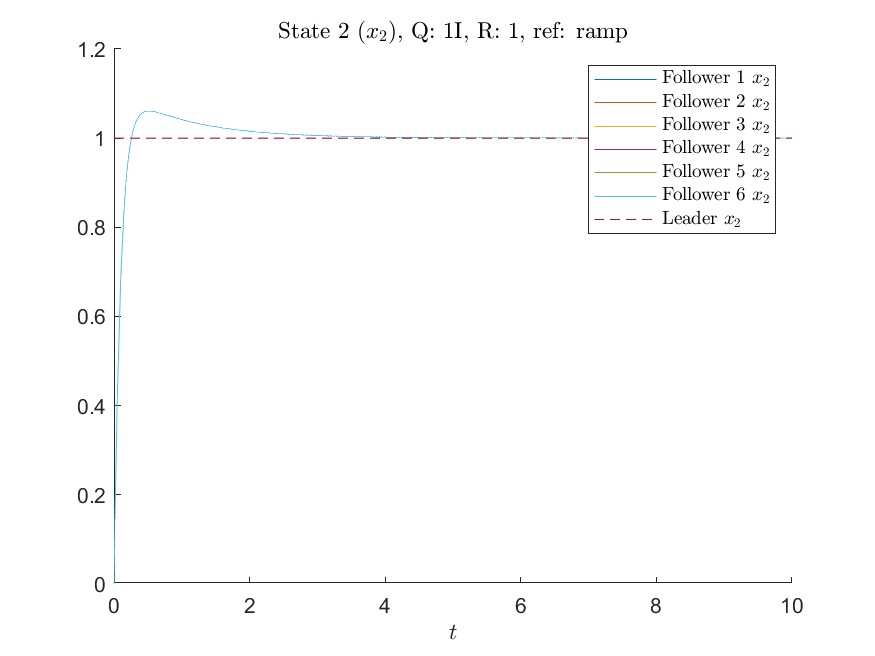 State 2 (x₂), Q: 1I, R: 1, ref: ramp
1.2
1
0.8
0.6
0.4
0.2
0
0 2 4 6 8 10
t
Follower 1 x₂
Follower 2 x₂
Follower 3 x₂
Follower 4 x₂
Follower 5 x₂
Follower 6 x₂
Leader x₂